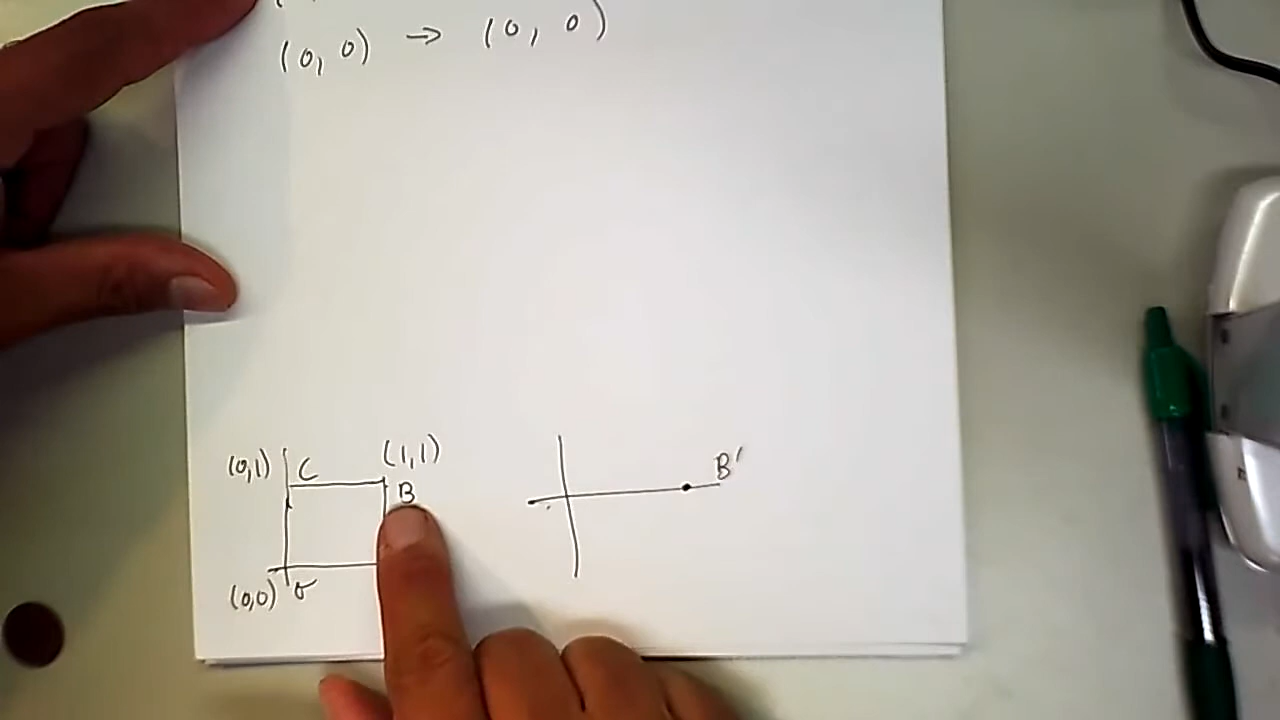 (0, 0) → (0, 0)
(0,1) C (1,1)
B
B'
(0,0) O